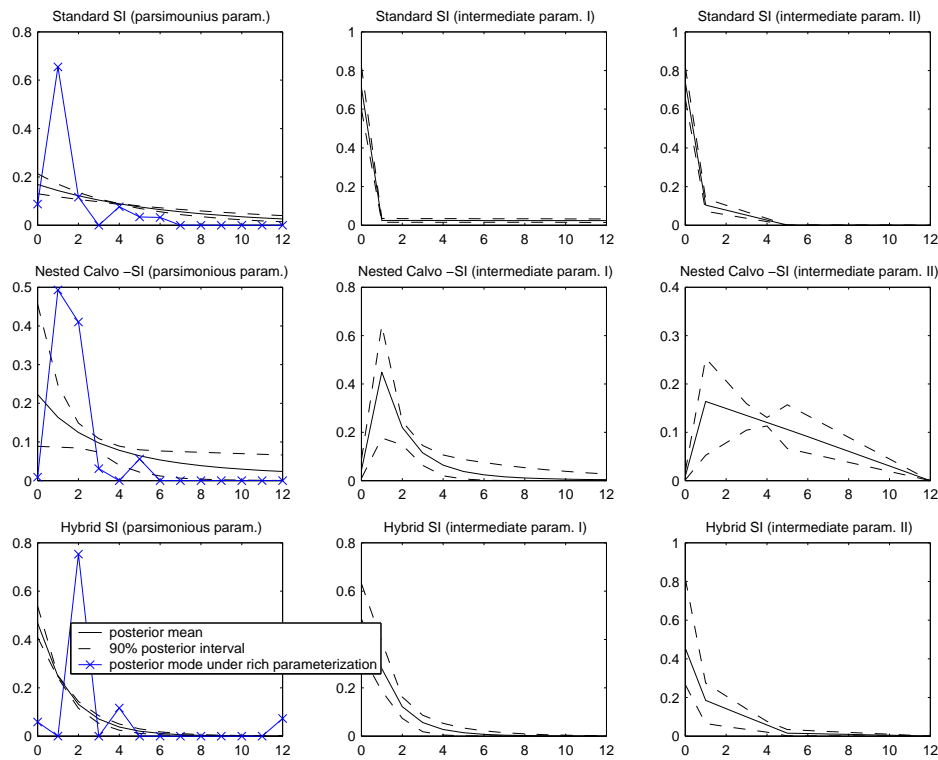 Standard SI (parsimounius param.)
Standard SI (intermediate param. I)
Standard SI (intermediate param. II)
0.8
0.6
0.4
0.2
0
0 2 4 6 8 10 12
1
0.8
0.6
0.4
0.2
0
0 2 4 6 8 10 12
1
0.8
0.6
0.4
0.2
0
0 2 4 6 8 10 12
Nested Calvo −SI (parsimonious param.)
Nested Calvo −SI (intermediate param. I)
Nested Calvo −SI (intermediate param. II)
0.5
0.4
0.3
0.2
0.1
0
0 2 4 6 8 10 12
0.8
0.6
0.4
0.2
0
0 2 4 6 8 10 12
0.4
0.3
0.2
0.1
0
0 2 4 6 8 10 12
Hybrid SI (parsimonious param.)
Hybrid SI (intermediate param. I)
Hybrid SI (intermediate param. II)
0.8
0.6
0.4
0.2
0
0 2 4 6 8 10 12
posterior mean
90% posterior interval
posterior mode under rich parameterization
0.8
0.6
0.4
0.2
0
0 2 4 6 8 10 12
1
0.8
0.6
0.4
0.2
0
0 2 4 6 8 10 12